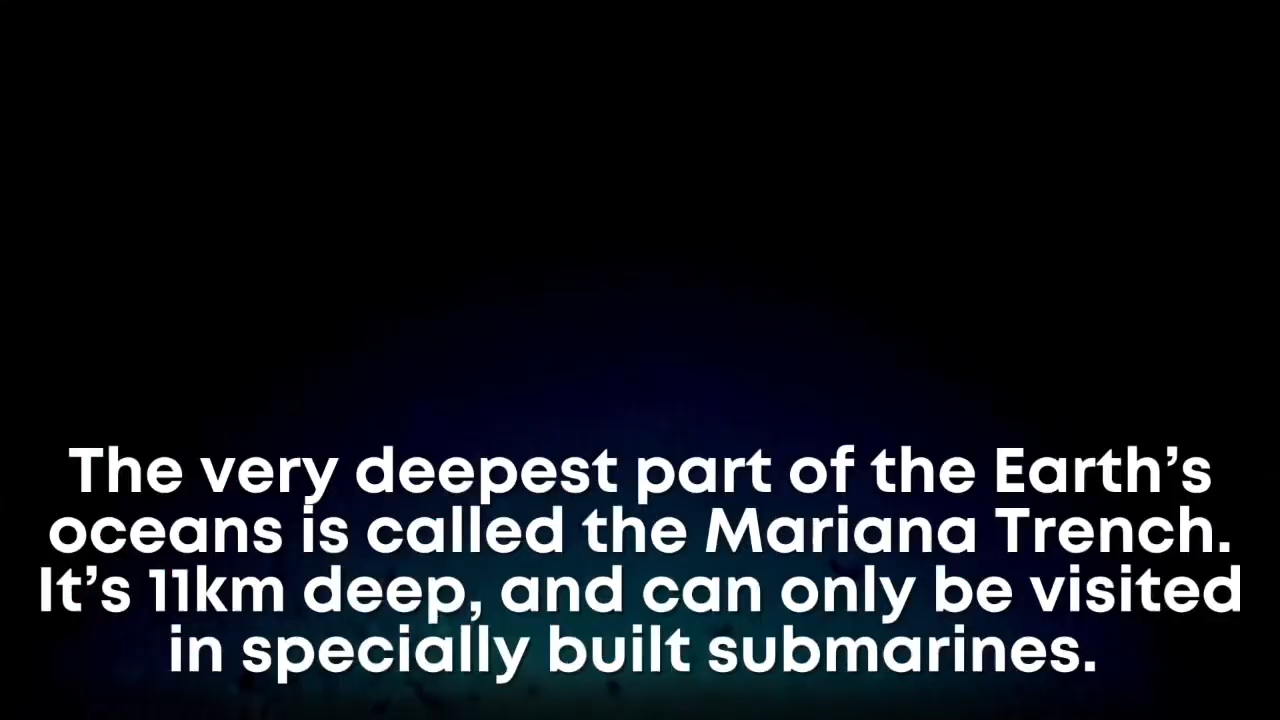 The very deepest part of the Earth’s
oceans is called the Mariana Trench.
It’s 11km deep, and can only be visited
in specially built submarines.